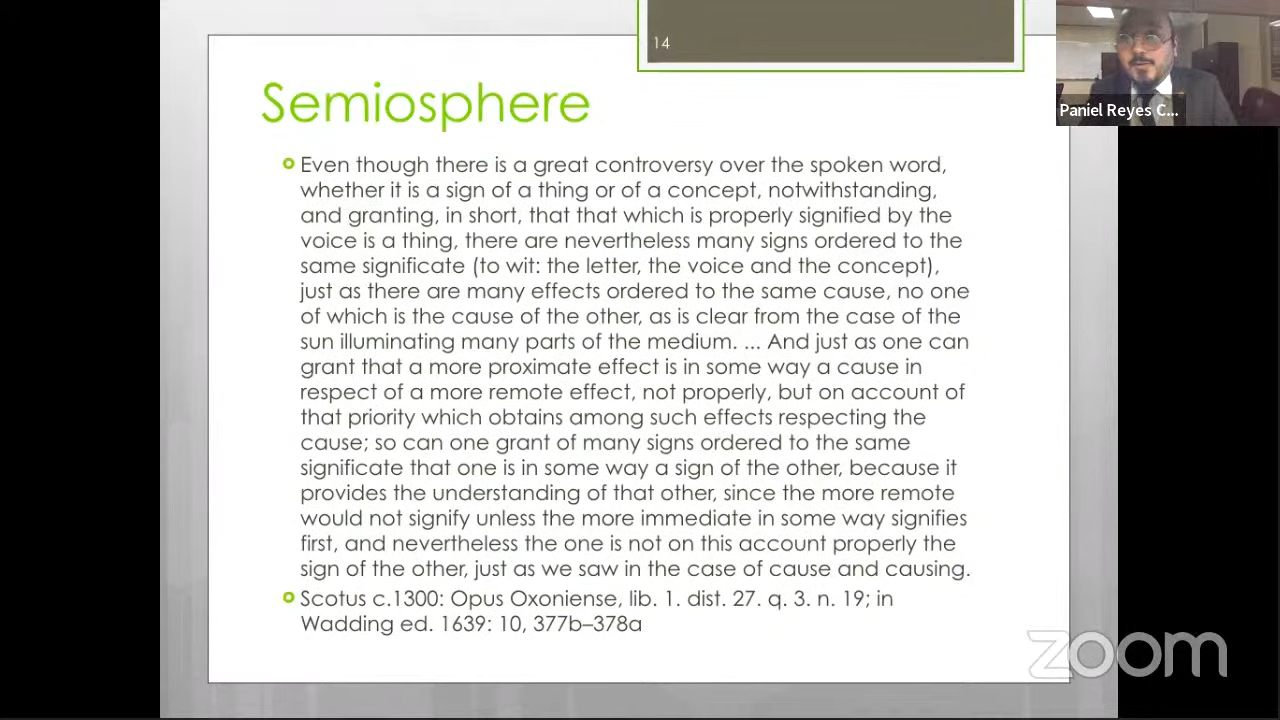 14
Paniel Reyes C...
Semiosphere
Even though there is a great controversy over the spoken word,
whether it is a sign of a thing or of a concept, notwithstanding,
and granting, in short, that that which is properly signified by the
voice is a thing, there are nevertheless many signs ordered to the
same significate (to wit: the letter, the voice and the concept),
just as there are many effects ordered to the same cause, no one
of which is the cause of the other, as is clear from the case of the
sun illuminating many parts of the medium. ... And just as one can
grant that a more proximate effect is in some way a cause in
respect of a more remote effect, not properly, but on account of
that priority which obtains among such effects respecting the
cause; so can one grant of many signs ordered to the same
significate that one is in some way a sign of the other, because it
provides the understanding of that other, since the more remote
would not signify unless the more immediate in some way signifies
first, and nevertheless the one is not on this account properly the
sign of the other, just as we saw in the case of cause and causing.
Scotus c.1300: Opus Oxoniense, lib. 1. dist. 27. q. 3. n. 19; in
Wadding ed. 1639: 10, 377b–378a
zoom